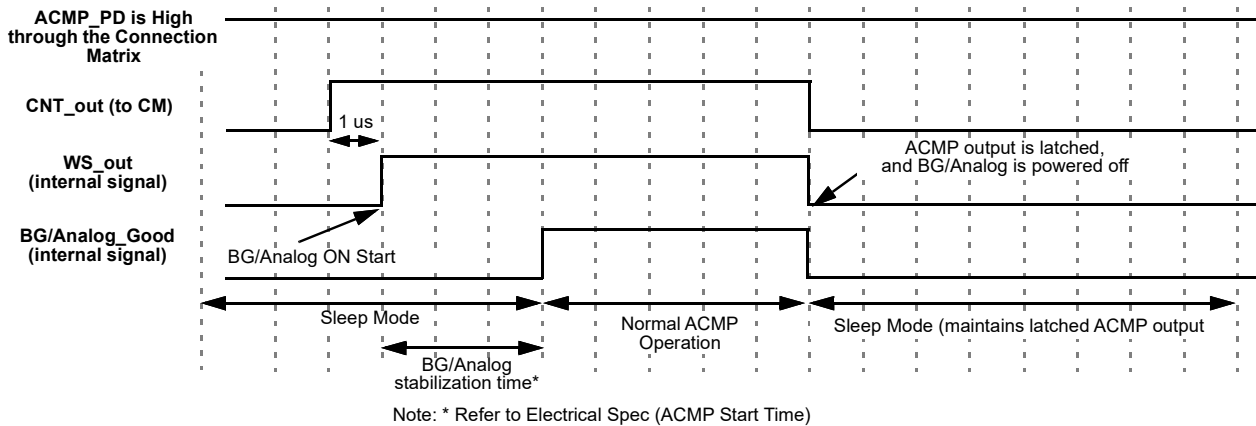 ACMP_PD is High
through the Connection
Matrix
CNT_out (to CM)
1 us
ACMP output is latched,
and BG/Analog is powered off
WS_out
(internal signal)
BG/Analog_Good
(internal signal)
BG/Analog ON Start
Sleep Mode
Normal ACMP
Operation
Sleep Mode (maintains latched ACMP output
BG/Analog
stabilization time*
Note: * Refer to Electrical Spec (ACMP Start Time)